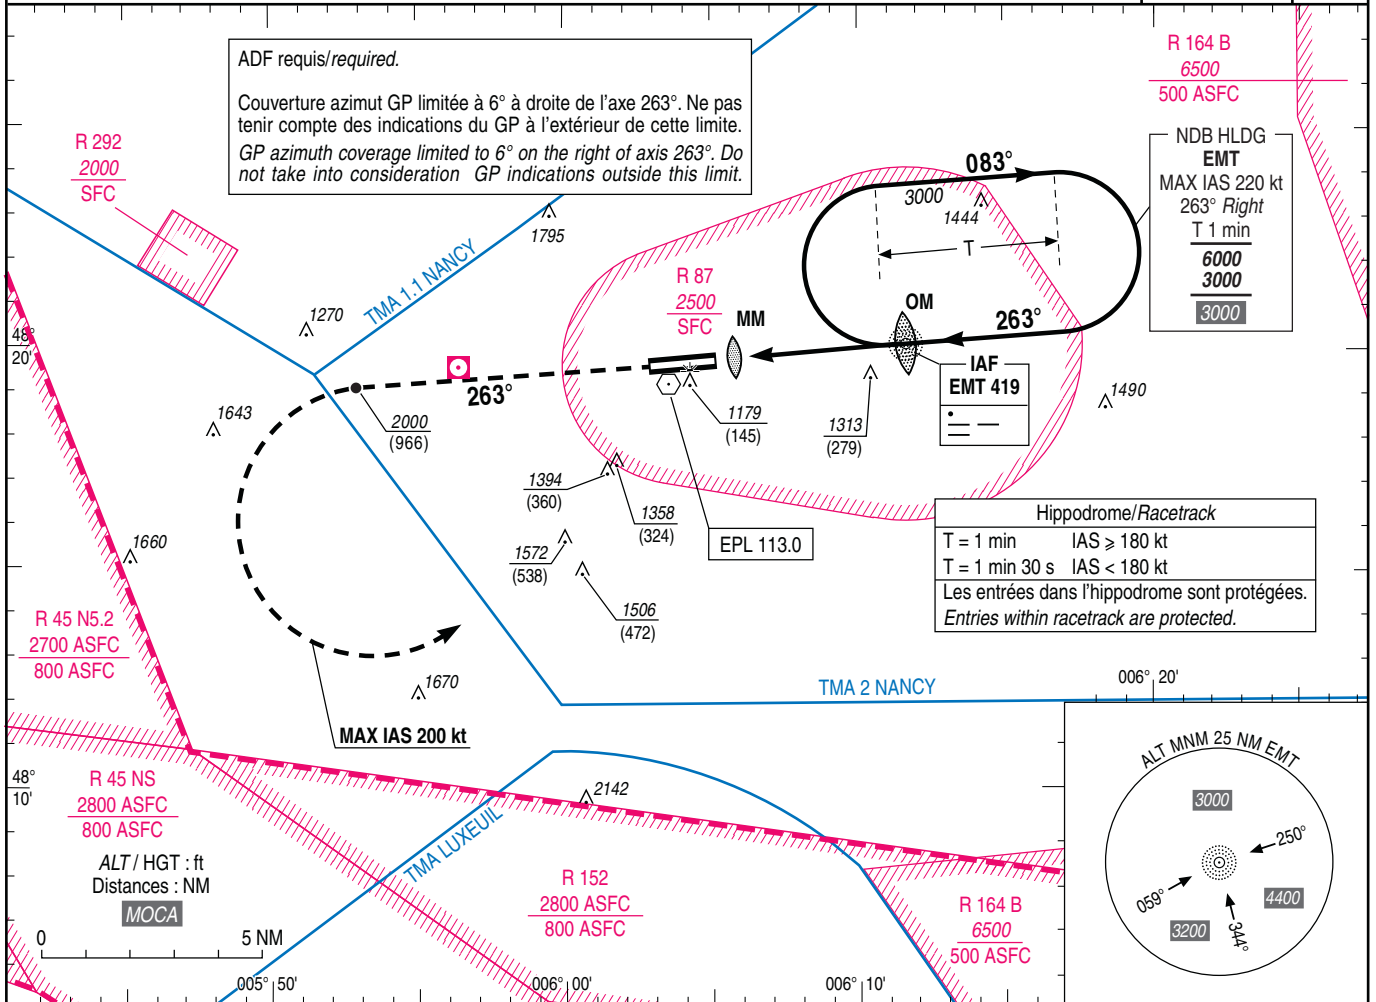 ADF requis/required.
Couverture azimut GP limitée à 6° à droite de l'axe 263°. Ne pas
tenir compte des indications du GP à l'extérieur de cette limite.
GP azimuth coverage limited to 6° on the right of axis 263°. Do
not take into consideration GP indications outside this limit.
R 164 B
6500
500 ASFC
R 292
2000
SFC
NDB HLDG
EMT
MAX IAS 220 kt
263° Right
T 1 min
6000
3000
3000
083°
3000
1444
T
1795
TMA 1.1 NANCY
R 87
2500
SFC
MM
OM
263°
1270
48°
20'
IAF
EMT 419
263°
2000
(966)
1179
(145)
1313
(279)
1490
1643
1394
(360)
1358
(324)
EPL 113.0
1572
(538)
1506
(472)
1660
Hippodrome/Racetrack
T = 1 min IAS ⩾ 180 kt
T = 1 min 30 s IAS < 180 kt
Les entrées dans l'hippodrome sont protégées.
Entries within racetrack are protected.
R 45 N5.2
2700 ASFC
800 ASFC
1670
MAX IAS 200 kt
TMA 2 NANCY
006° 20'
48°
10'
R 45 NS
2800 ASFC
800 ASFC
2142
TMA LUXEUIL
ALT / HGT : ft
Distances : NM
MOCA
0 5 NM
R 152
2800 ASFC
800 ASFC
R 164 B
6500
500 ASFC
ALT MNM 25 NM EMT
3000
250°
059°
4400
3200
344°
005° 50'
006° 00'
006° 10'